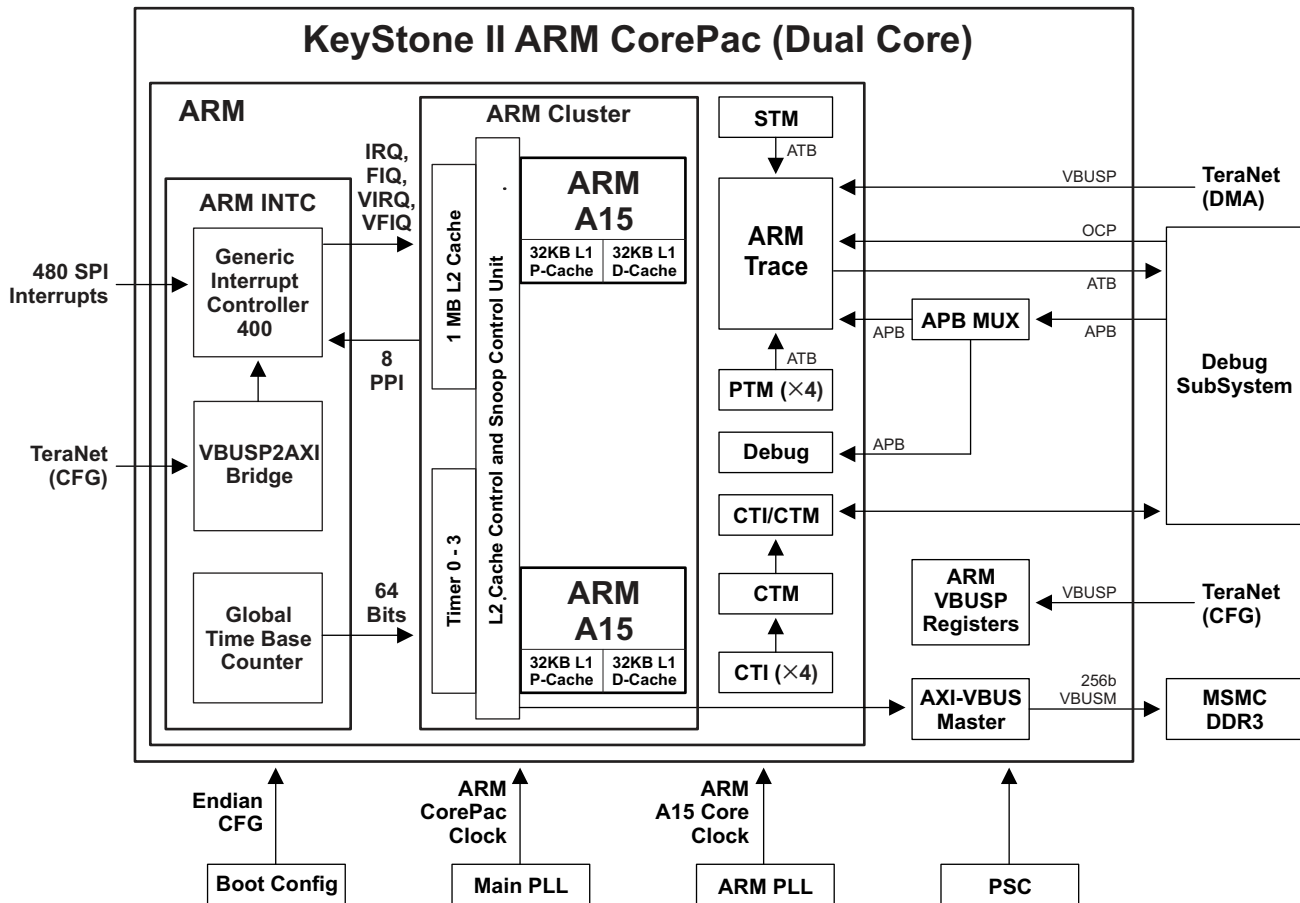 KeyStone II ARM CorePac (Dual Core)
ARM
ARM Cluster
IRQ,
FIQ,
VIRQ,
VFIQ
ARM INTC
Generic
Interrupt
Controller
400
480 SPI
Interrupts
8
PPI
VBUSP2AXI
Bridge
TeraNet
(CFG)
Global
Time Base
Counter
64
Bits
1 MB L2 Cache
Timer 0 - 3
L2 Cache Control and Snoop Control Unit
ARM
A15
32KB L1
P-Cache
32KB L1
D-Cache
ARM
A15
32KB L1
P-Cache
32KB L1
D-Cache
STM
ATB
ARM
Trace
ATB
PTM (×4)
Debug
CTI/CTM
CTM
CTI (×4)
VBUSP
TeraNet
(DMA)
OCP
ATB
APB
APB MUX
APB
APB
Debug
SubSystem
ARM
VBUSP
Registers
VBUSP
TeraNet
(CFG)
AXI-VBUS
Master
256b
VBUSM
MSMC
DDR3
Endian
CFG
ARM
CorePac
Clock
ARM
A15 Core
Clock
Boot Config
Main PLL
ARM PLL
PSC